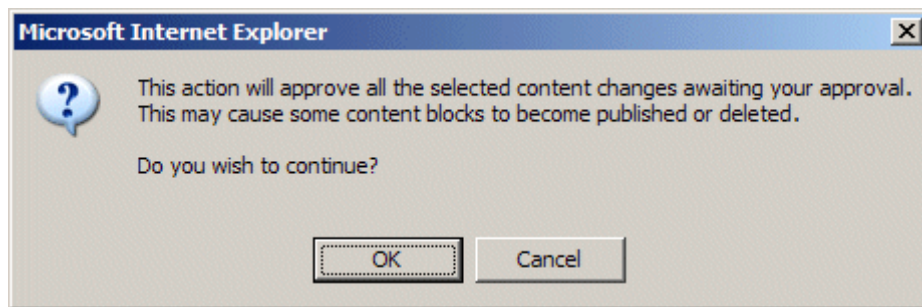 Microsoft Internet Explorer
This action will approve all the selected content changes awaiting your approval.
This may cause some content blocks to become published or deleted.
Do you wish to continue?
OK
Cancel